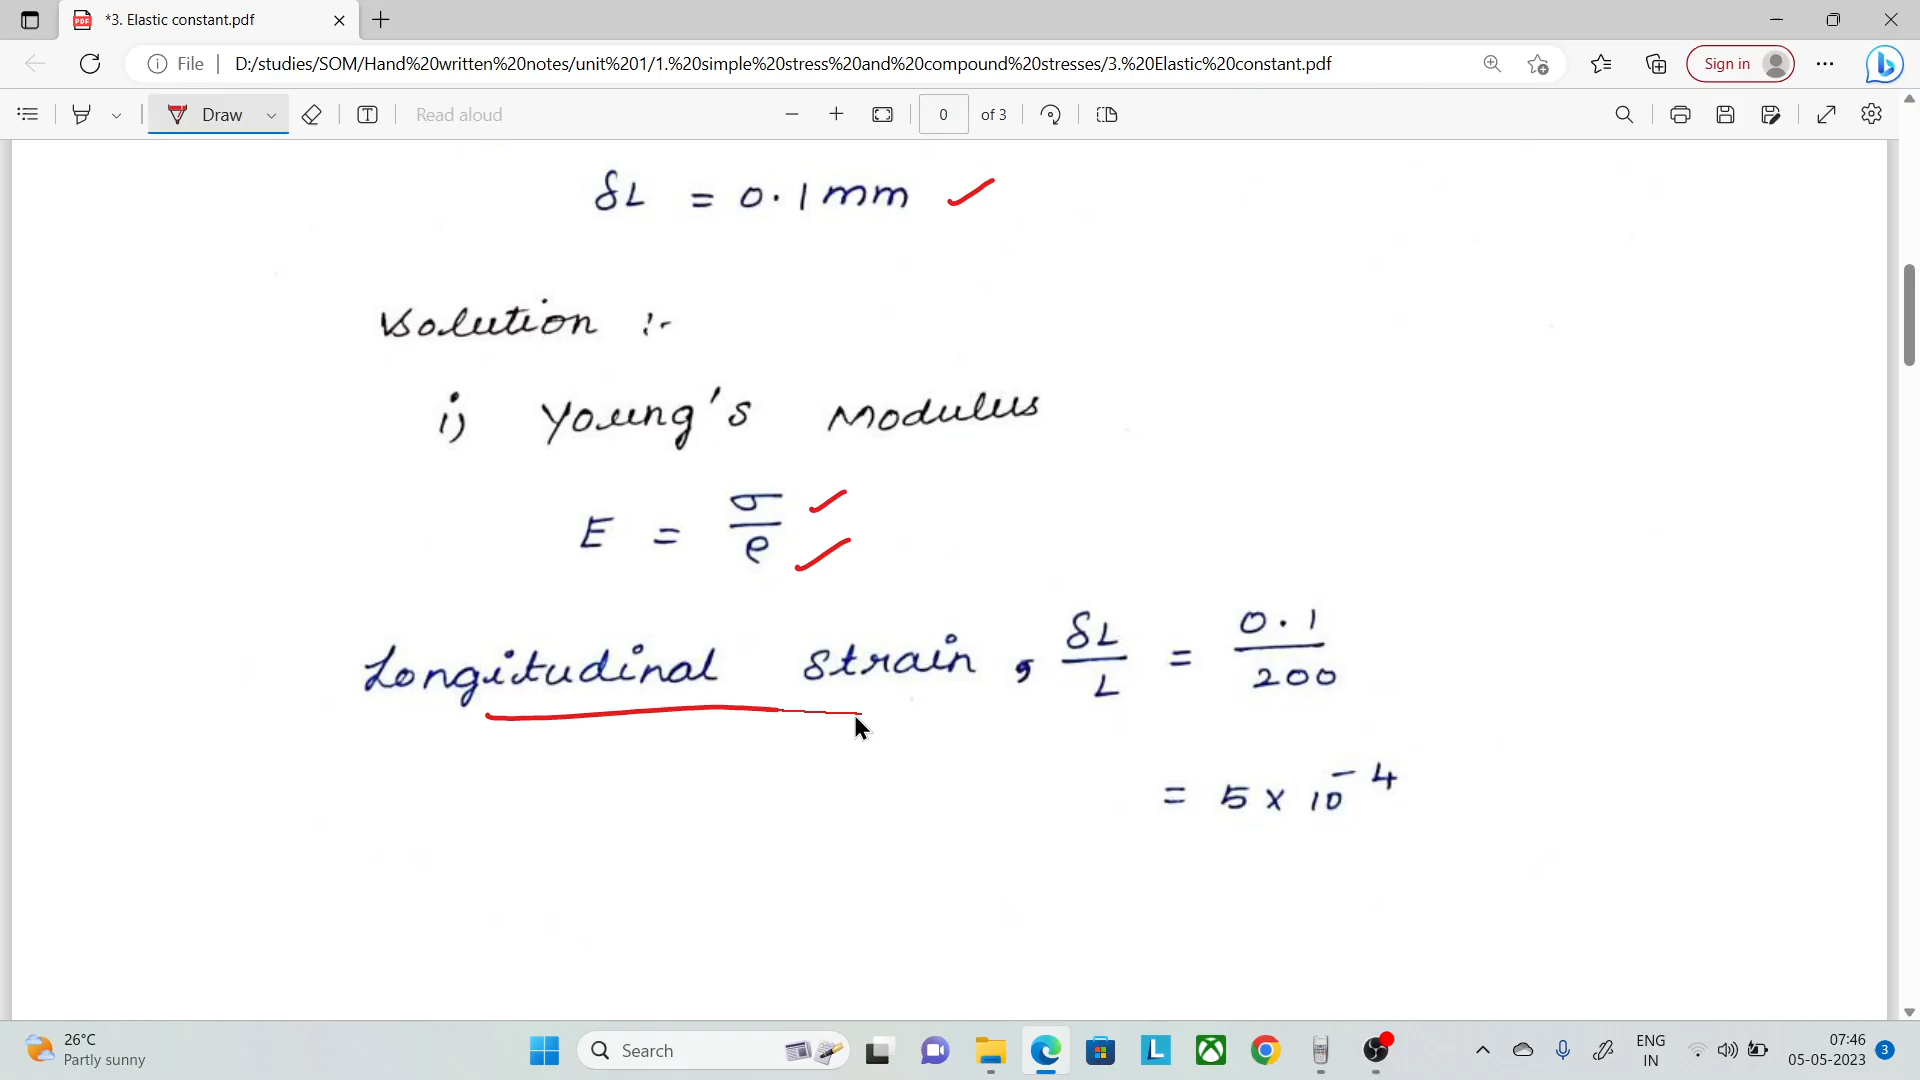 *3. Elastic constant.pdf
File
D:/studies/SOM/Hand%20written%20notes/unit%201/1.%20simple%20stress%20and%20compound%20stresses/3.%20Elastic%20constant.pdf
Sign in
Draw
Read aloud
0 of 3
δL = 0.1mm
Solution :-
i) Young's Modulus
E = σ/e
Longitudinal Strain, δL/L = 0.1/200
= 5 x 10⁻⁴
26°C
Partly sunny
Search
ENG
IN
07:46
05-05-2023
3